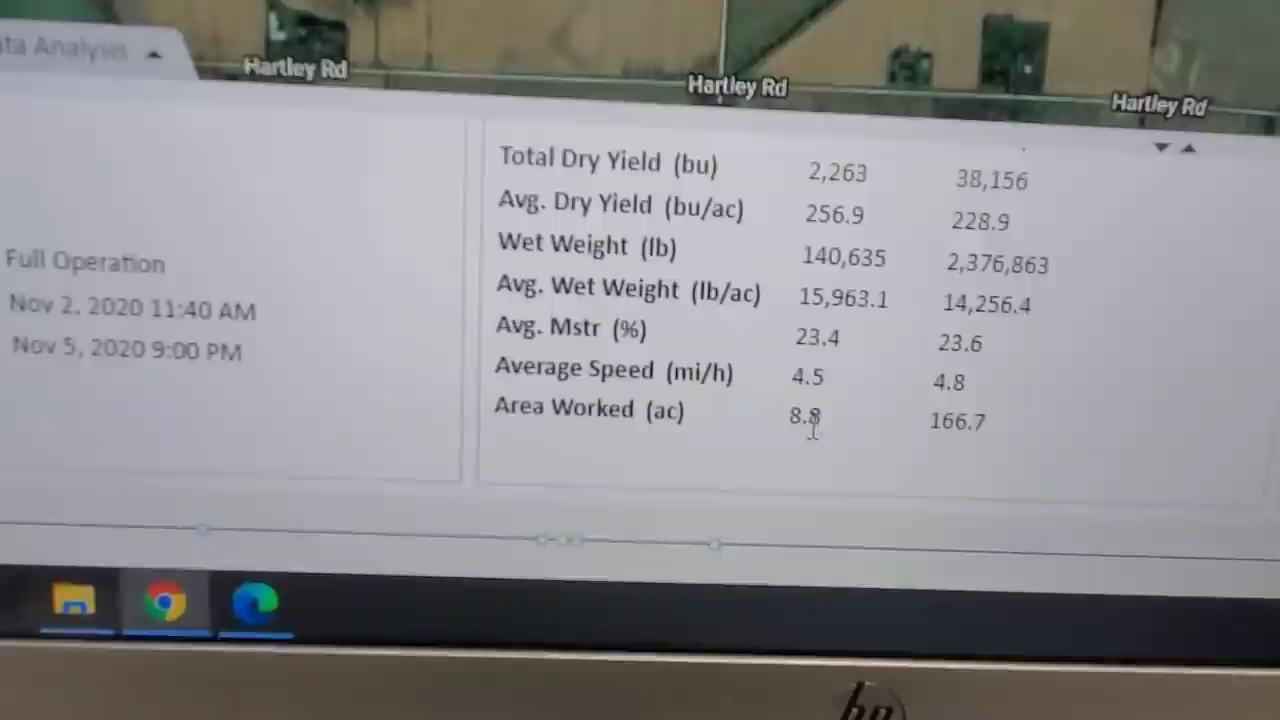 ata Analysis
Hartley Rd
Hartley Rd
Hartley Rd
Full Operation
Nov 2, 2020 11:40 AM
Nov 5, 2020 9:00 PM
Total Dry Yield (bu) 2,263 38,156
Avg. Dry Yield (bu/ac) 256.9 228.9
Wet Weight (lb) 140,635 2,376,863
Avg. Wet Weight (lb/ac) 15,963.1 14,256.4
Avg. Mstr (%) 23.4 23.6
Average Speed (mi/h) 4.5 4.8
Area Worked (ac) 8.8 166.7
hp